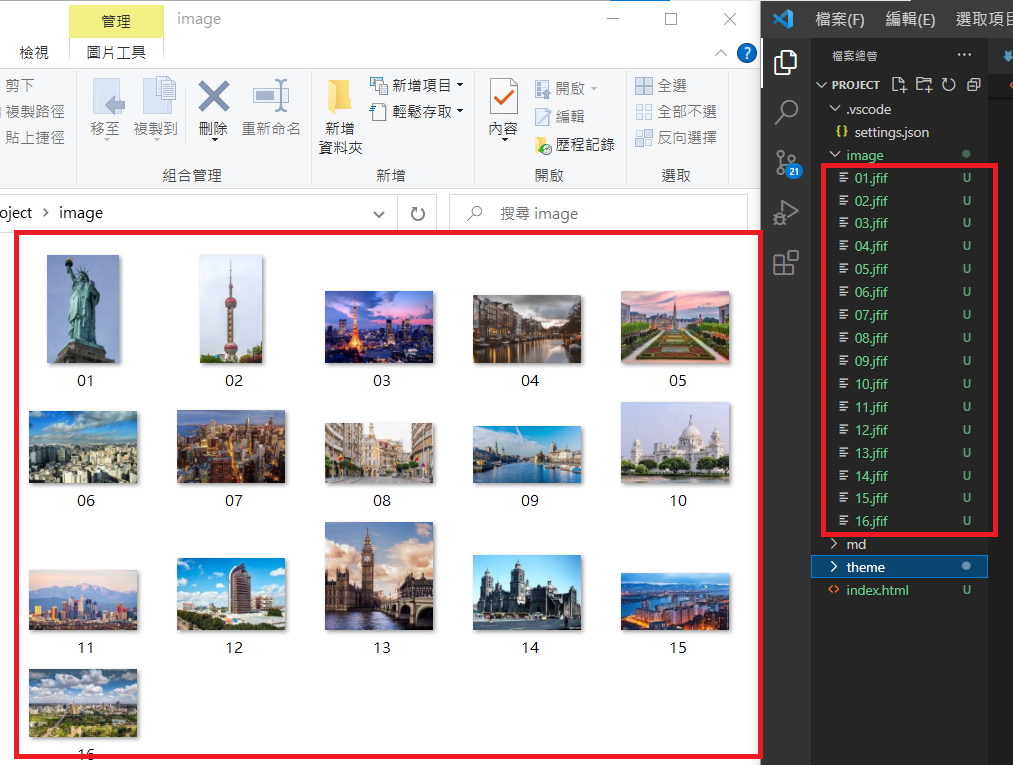 管理
image
檢視
圖片工具
剪下
複製路徑
貼上捷徑
移至
複製到
刪除
重新命名
組合管理
新增
資料夾
新增項目
輕鬆存取
新增
內容
開啟
編輯
歷程記錄
開啟
全選
全部不選
反向選擇
選取
oject > image
搜尋 image
01
02
03
04
05
06
07
08
09
10
11
12
13
14
15
16
檔案(F) 編輯(E) 選取項目
檔案總管
PROJECT
.vscode
{} settings.json
image
01.jfif U
02.jfif U
03.jfif U
04.jfif U
05.jfif U
06.jfif U
07.jfif U
08.jfif U
09.jfif U
10.jfif U
11.jfif U
12.jfif U
13.jfif U
14.jfif U
15.jfif U
16.jfif U
md
theme
<> index.html U
21